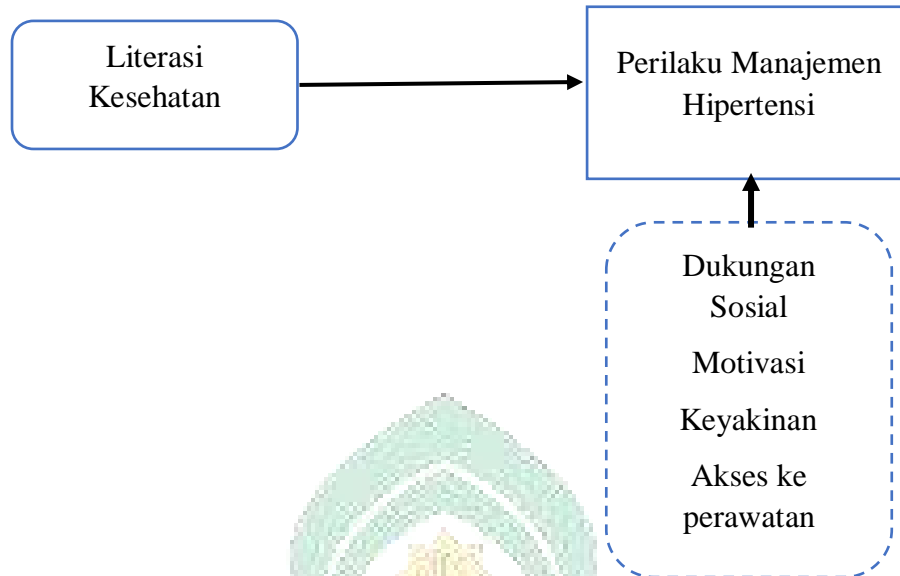 Literasi
Kesehatan
Perilaku Manajemen
Hipertensi
Dukungan
Sosial
Motivasi
Keyakinan
Akses ke
perawatan